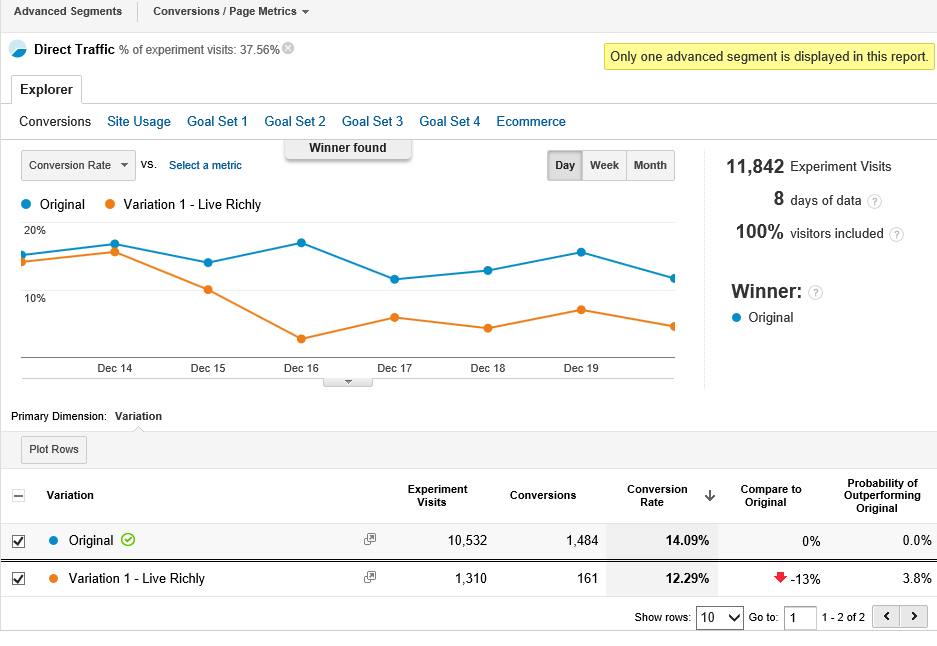 Advanced Segments Conversions / Page Metrics
Direct Traffic % of experiment visits: 37.56%
Only one advanced segment is displayed in this report.
Explorer
Conversions Site Usage Goal Set 1 Goal Set 2 Goal Set 3 Goal Set 4 Ecommerce
Winner found
Conversion Rate vs. Select a metric
Day Week Month
Original Variation 1 - Live Richly
20%
10%
Dec 14 Dec 15 Dec 16 Dec 17 Dec 18 Dec 19
11,842 Experiment Visits
8 days of data ?
100% visitors included ?
Winner: ?
Original
Primary Dimension: Variation
Plot Rows
Variation Experiment Visits Conversions Conversion Rate Compare to Original Probability of Outperforming Original
Original 10,532 1,484 14.09% 0% 0.0%
Variation 1 - Live Richly 1,310 161 12.29% -13% 3.8%
Show rows: 10 Go to: 1 1 - 2 of 2